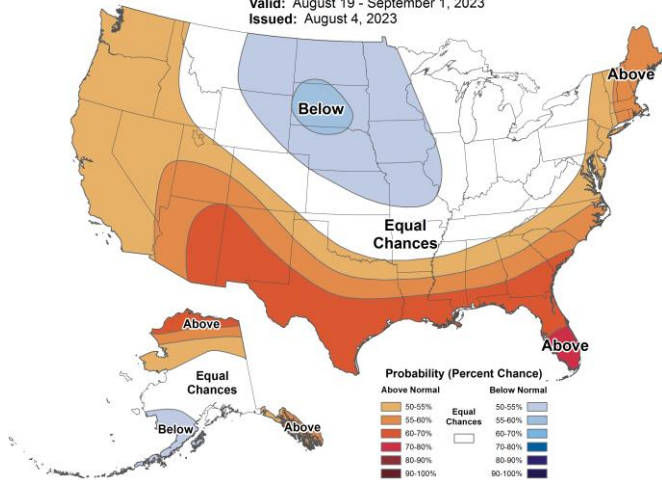 Valid: August 19 - September 1, 2023
Issued: August 4, 2023
Above
Below
Equal
Chances
Above
Above
Equal
Chances
Below
Above
Probability (Percent Chance)
Above Normal
Below Normal
Equal
Chances
50-55%
50-55%
55-60%
55-60%
60-70%
60-70%
70-80%
70-80%
80-90%
80-90%
90-100%
90-100%